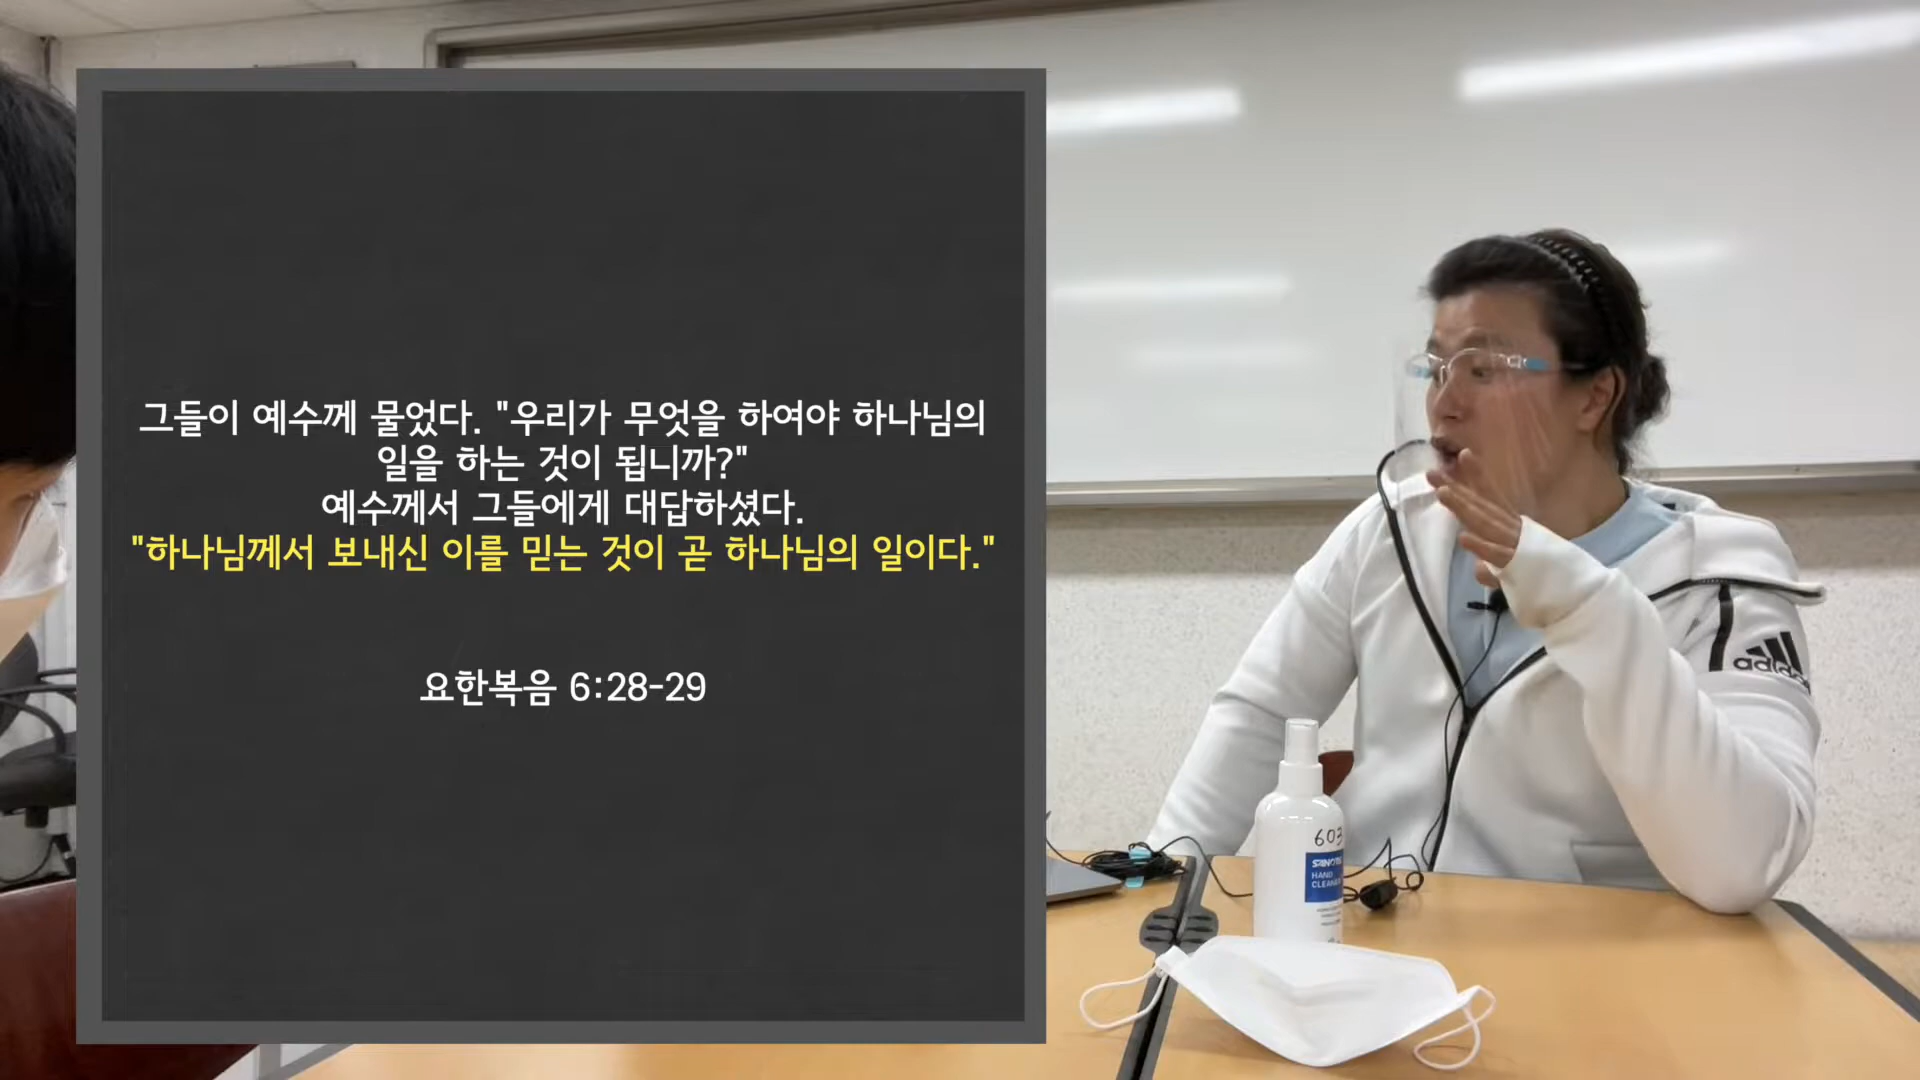 그들이 예수께 물었다. "우리가 무엇을 하여야 하나님의
일을 하는 것이 됩니까?"
예수께서 그들에게 대답하셨다.
"하나님께서 보내신 이를 믿는 것이 곧 하나님의 일이다."
요한복음 6:28-29
adidas
603
HAND